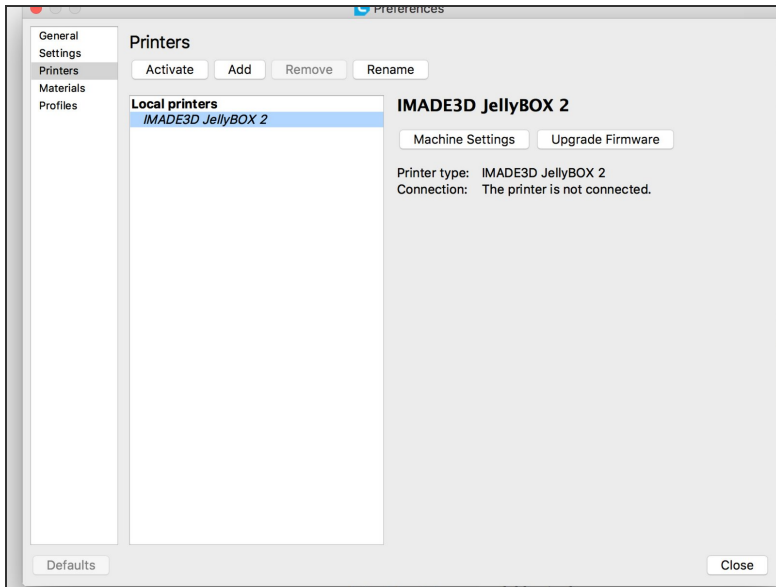 Preferences
General
Settings
Printers
Materials
Profiles
Printers
Activate Add Remove Rename
Local printers
IMADE3D JellyBOX 2
IMADE3D JellyBOX 2
Machine Settings Upgrade Firmware
Printer type: IMADE3D JellyBOX 2
Connection: The printer is not connected.
Defaults Close